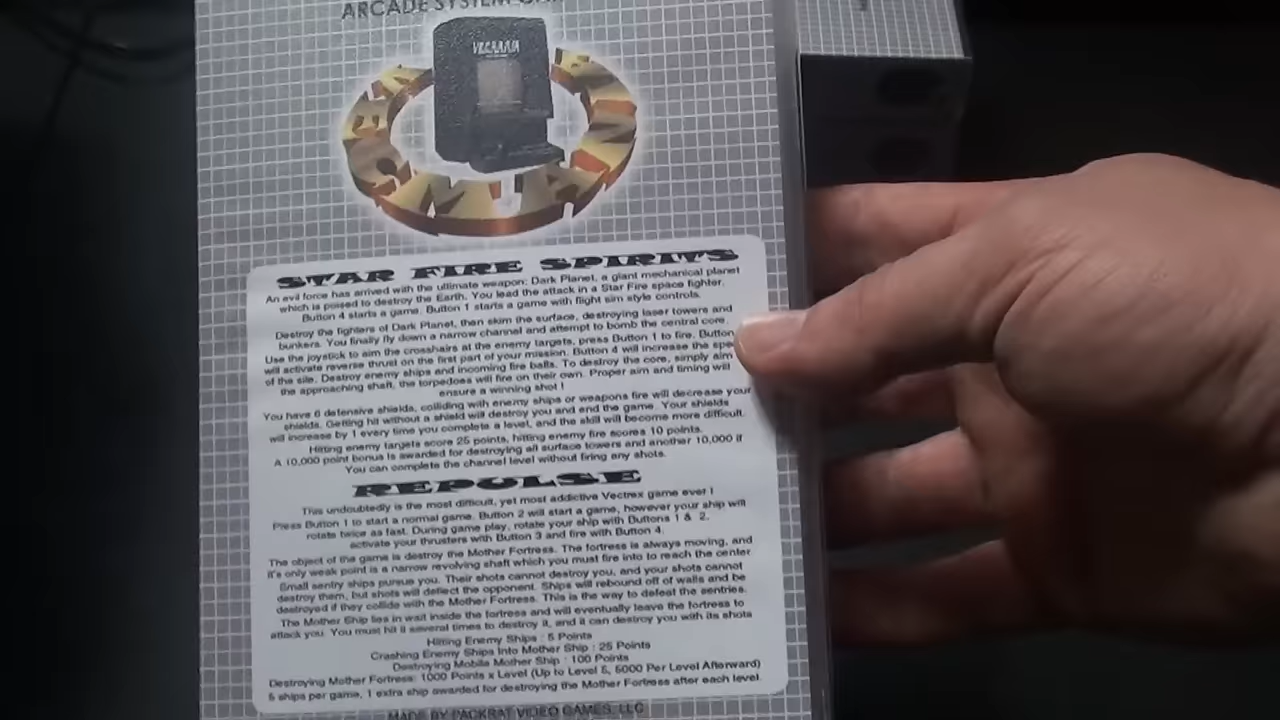 ARCADE SYSTEM
STAR FIRE SPIRITS
An evil force has arrived with the ultimate weapon: Dark Planet, a giant mechanical planet
which is poised to destroy the Earth. You lead the attack in a Star Fire space fighter.
Button 4 starts a game. Button 1 starts a game with flight sim style controls.
Destroy the fighters of Dark Planet, then skim the surface, destroying laser towers and
bunkers. You finally fly down a narrow channel and attempt to bomb the central core.
Use the joystick to aim the crosshairs at the enemy targets, press Button 1 to fire. Button
will activate reverse thrust on the first part of your mission. Button 4 will increase the spe
of the site. Destroy enemy ships and incoming fire balls. To destroy the core, simply aim
the approaching shaft, the torpedoes will fire on their own. Proper aim and timing will
ensure a winning shot !
You have 6 defensive shields, colliding with enemy ships or weapons fire will decrease your
shields. Getting hit without a shield will destroy you and end the game. Your shields
will increase by 1 every time you complete a level, and the skill will become more difficult.
Hitting enemy targets score 25 points, hitting enemy fire scores 10 points.
A 10,000 point bonus is awarded for destroying all surface towers and another 10,000 if
You can complete the channel level without firing any shots.
REPULSE
This undoubtedly is the most difficult, yet most addictive Vectrex game ever !
Press Button 1 to start a normal game. Button 2 will start a game, however your ship will
rotate twice as fast. During game play, rotate your ship with Buttons 1 & 2,
activate your thrusters with Button 3 and fire with Button 4.
The object of the game is destroy the Mother Fortress. The fortress is always moving, and
it's only weak point is a narrow revolving shaft which you must fire into to reach the center
Small sentry ships pursue you. Their shots cannot destroy you, and your shots cannot
destroy them, but shots will deflect the opponent. Ships will rebound off of walls and be
destroyed if they collide with the Mother Fortress. This is the way to defeat the sentries.
The Mother Ship lies in wait inside the fortress and will eventually leave the fortress to
attack you. You must hit it several times to destroy it, and it can destroy you with its shots
Hitting Enemy Ships : 5 Points
Crashing Enemy Ships Into Mother Ship : 25 Points
Destroying Mobile Mother Ship : 100 Points
Destroying Mother Fortress: 1000 Points x Level (Up to Level 5, 5000 Per Level Afterward)
5 ships per game, 1 extra ship awarded for destroying the Mother Fortress after each level
MADE BY PACKRAT VIDEO GAMES, LLC